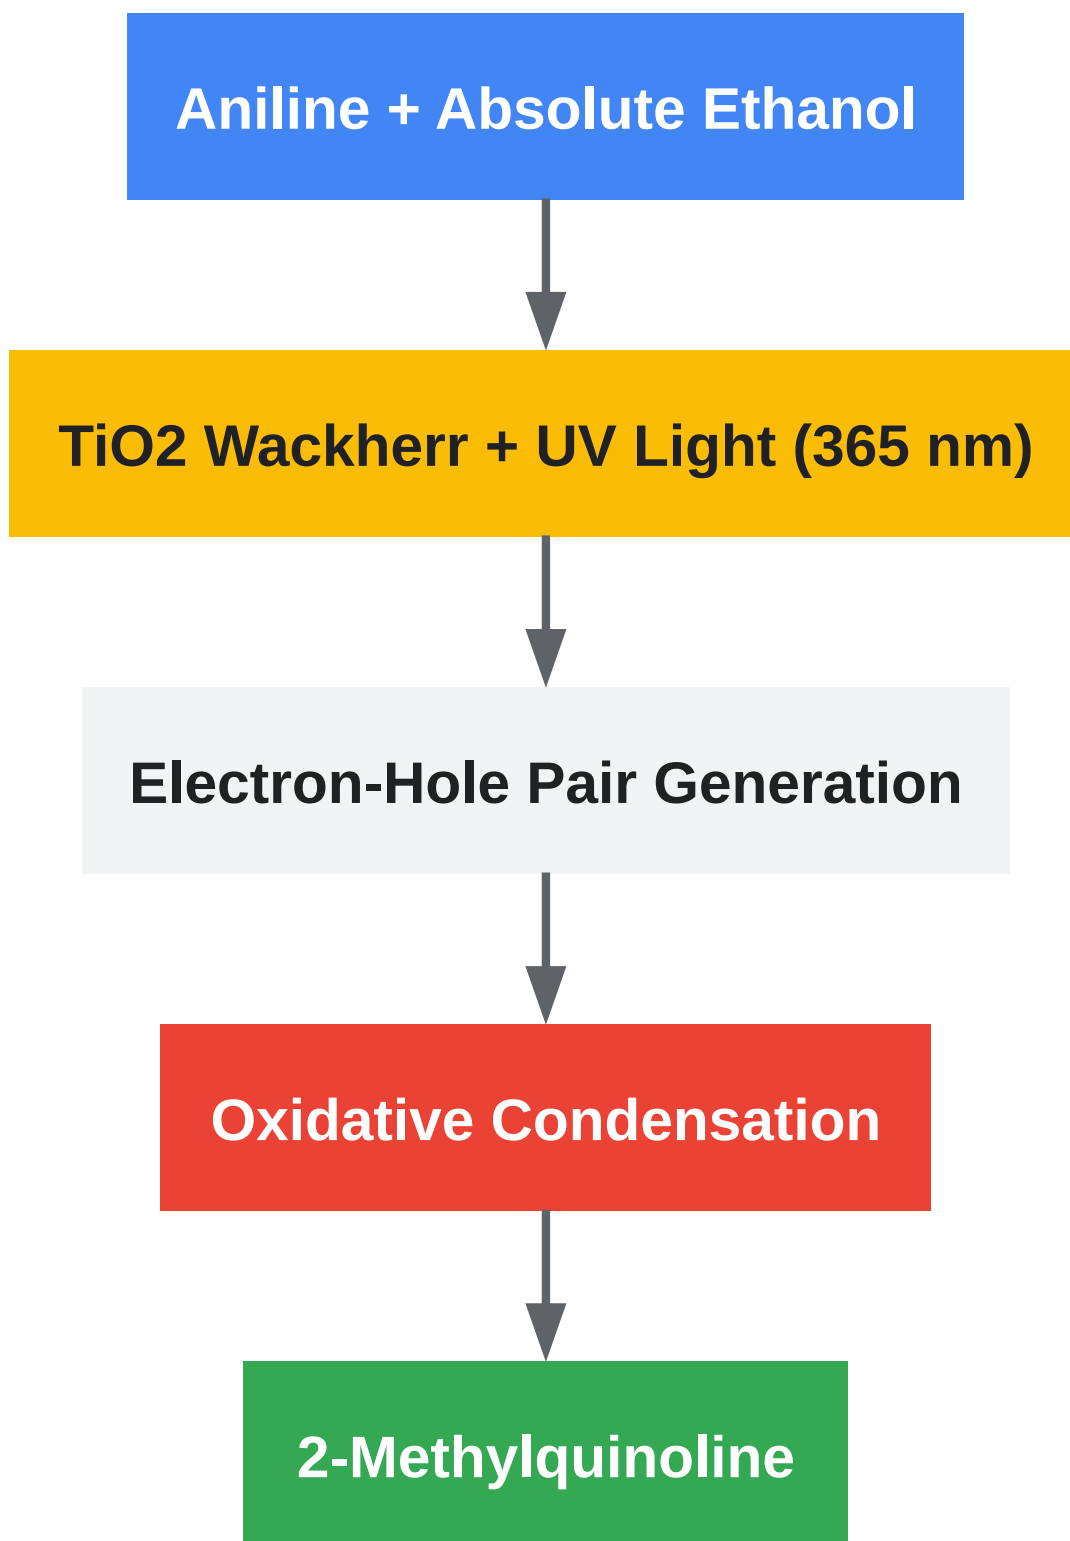 Aniline + Absolute Ethanol
TiO2 Wackherr + UV Light (365 nm)
Electron-Hole Pair Generation
Oxidative Condensation
2-Methylquinoline